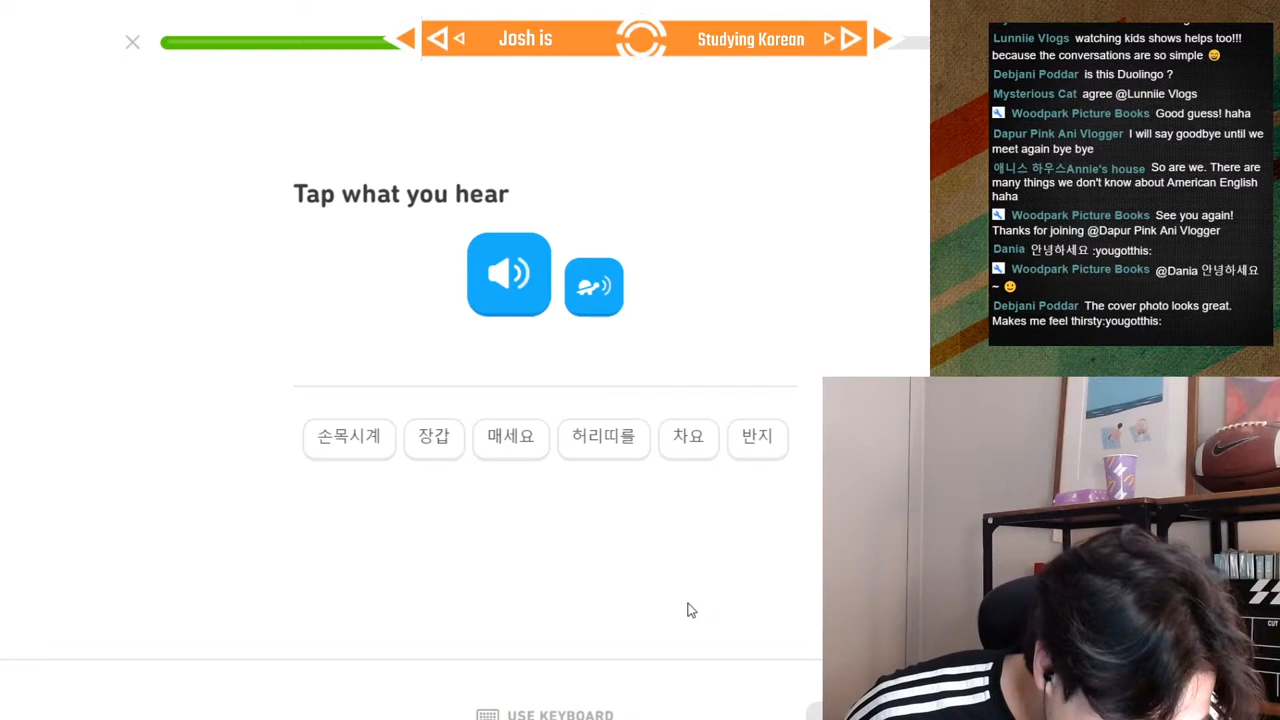 Josh is
Studying Korean
Tap what you hear
손목시계
장갑
매세요
허리띠를
차요
반지
USE KEYBOARD
Lunniie Vlogs watching kids shows helps too!!!
because the conversations are so simple 😄
Debjani Poddar is this Duolingo ?
Mysterious Cat agree @Lunniie Vlogs
Woodpark Picture Books Good guess! haha
Dapur Pink Ani Vlogger I will say goodbye until we
meet again bye bye
애니스 하우스Annie's house So are we. There are
many things we don't know about American English
haha
Woodpark Picture Books See you again!
Thanks for joining @Dapur Pink Ani Vlogger
Dania 안녕하세요 :yougotthis:
Woodpark Picture Books @Dania 안녕하세요
~ 🙂
Debjani Poddar The cover photo looks great.
Makes me feel thirsty:yougotthis:
CUT